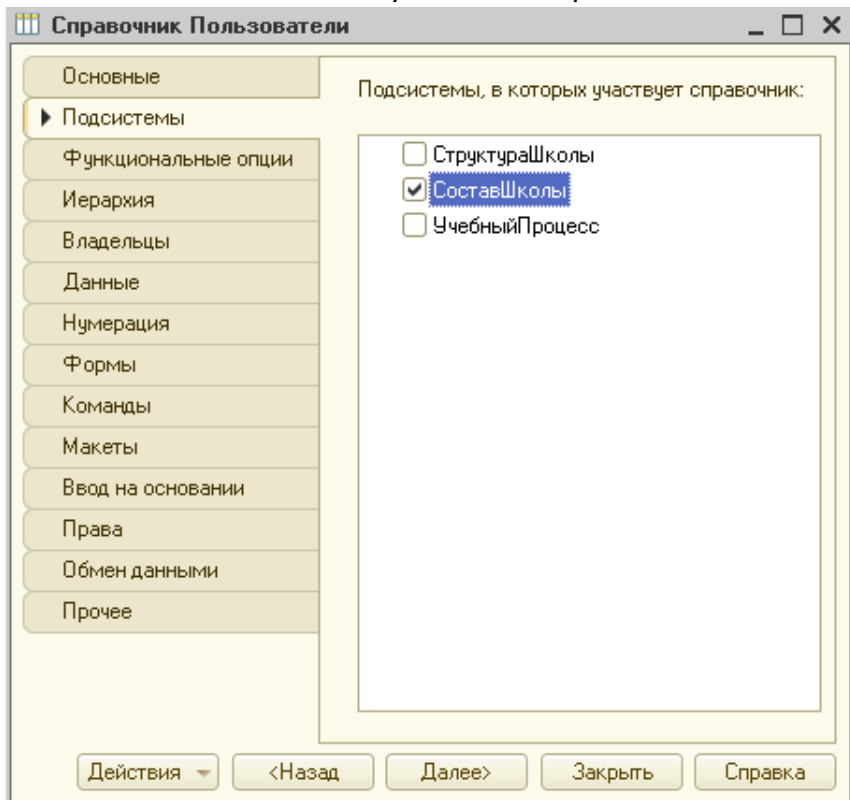 Справочник Пользователи
Основные
Подсистемы
Функциональные опции
Иерархия
Владельцы
Данные
Нумерация
Формы
Команды
Макеты
Ввод на основании
Права
Обмен данными
Прочее
Подсистемы, в которых участвует справочник:
СтруктураШколы
СоставШколы
УчебныйПроцесс
Действия <Назад Далее> Закрыть Справка